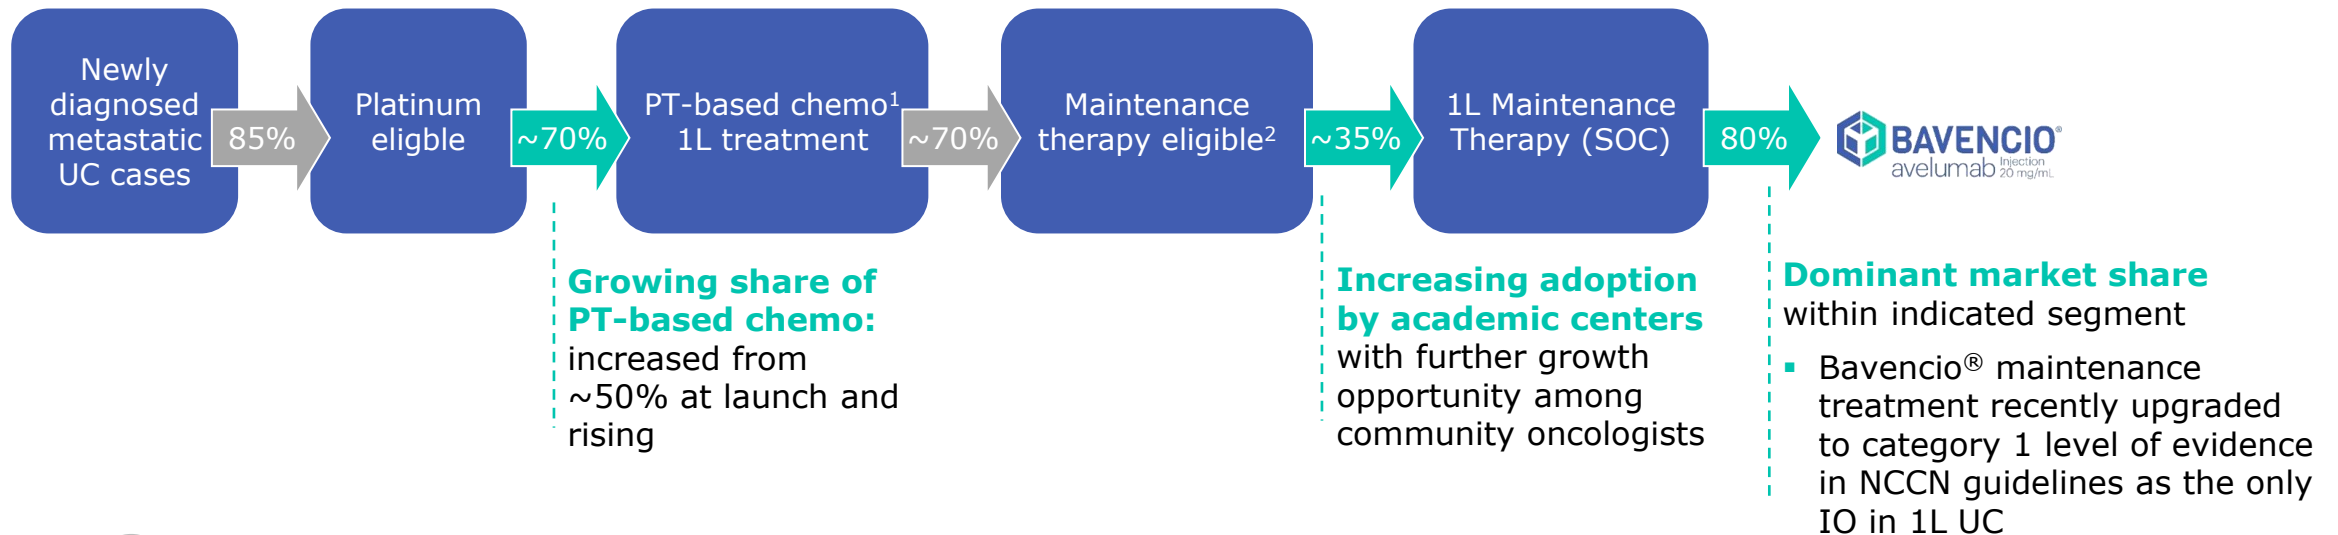 Newly
diagnosed
metastatic
UC cases
85%
Platinum
eligble
~70%
PT-based chemo¹
1L treatment
~70%
Maintenance
therapy eligible²
~35%
1L Maintenance
Therapy (SOC)
80%
BAVENCIO®
avelumab Injection
20 mg/mL
Growing share of
PT-based chemo:
increased from
~50% at launch and
rising
Increasing adoption
by academic centers
with further growth
opportunity among
community oncologists
Dominant market share
within indicated segment
▪ Bavencio® maintenance
treatment recently upgraded
to category 1 level of evidence
in NCCN guidelines as the only
IO in 1L UC